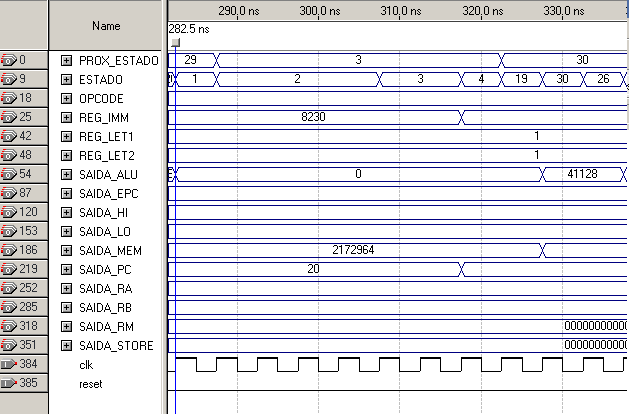 290,0 ns 300,0 ns 310,0 ns 320,0 ns 330,0 ns
Name
282.5 ns
0 PROX_ESTADO 29 3 30
9 ESTADO 1 2 3 4 19 30 26
18 OPCODE
25 REG_IMM 8230
42 REG_LET1 1
48 REG_LET2 1
54 SAIDA_ALU 0 41128
87 SAIDA_EPC
120 SAIDA_HI
153 SAIDA_LO
186 SAIDA_MEM 2172964
219 SAIDA_PC 20
252 SAIDA_RA
285 SAIDA_RB
318 SAIDA_RM 00000000000
351 SAIDA_STORE 00000000000
384 clk
385 reset